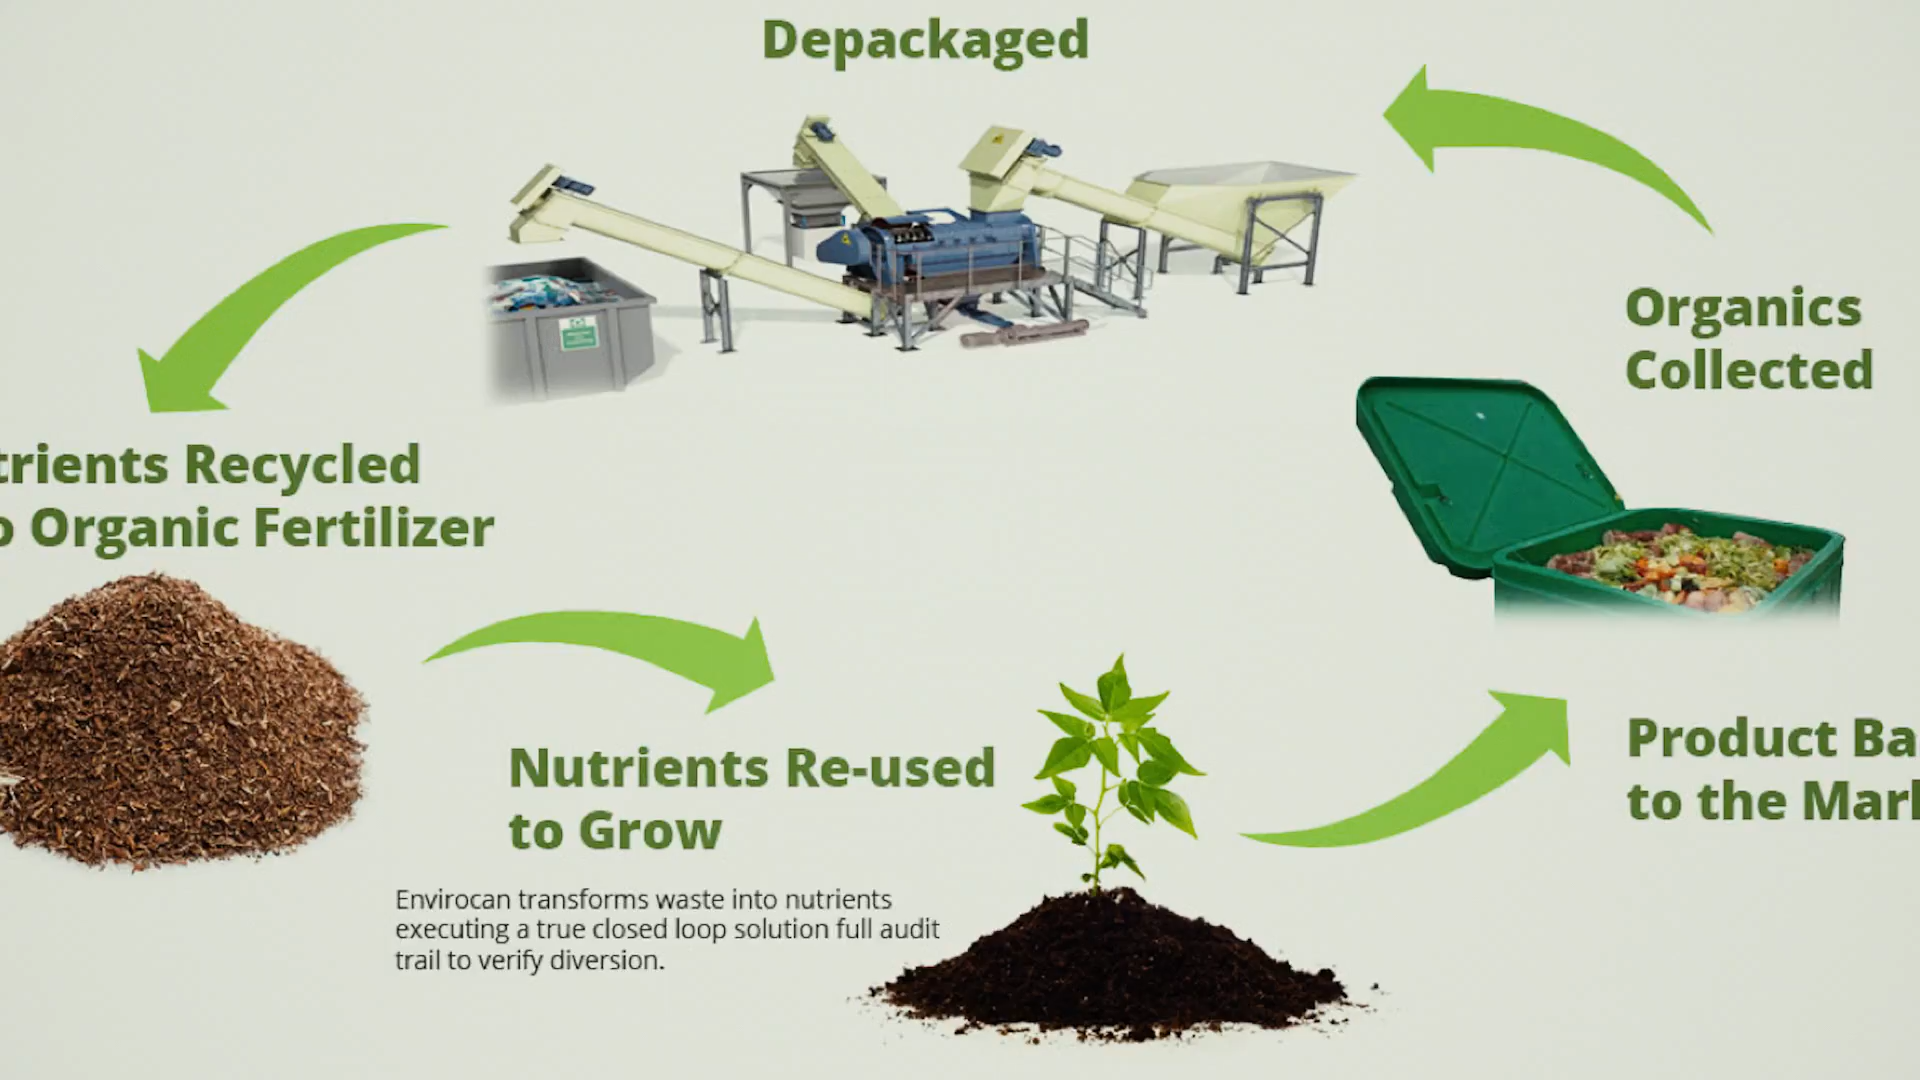 Depackaged
Organics
Collected
trients Recycled
o Organic Fertilizer
Nutrients Re-used
to Grow
Product Ba
to the Mar
Envirocan transforms waste into nutrients
executing a true closed loop solution full audit
trail to verify diversion.